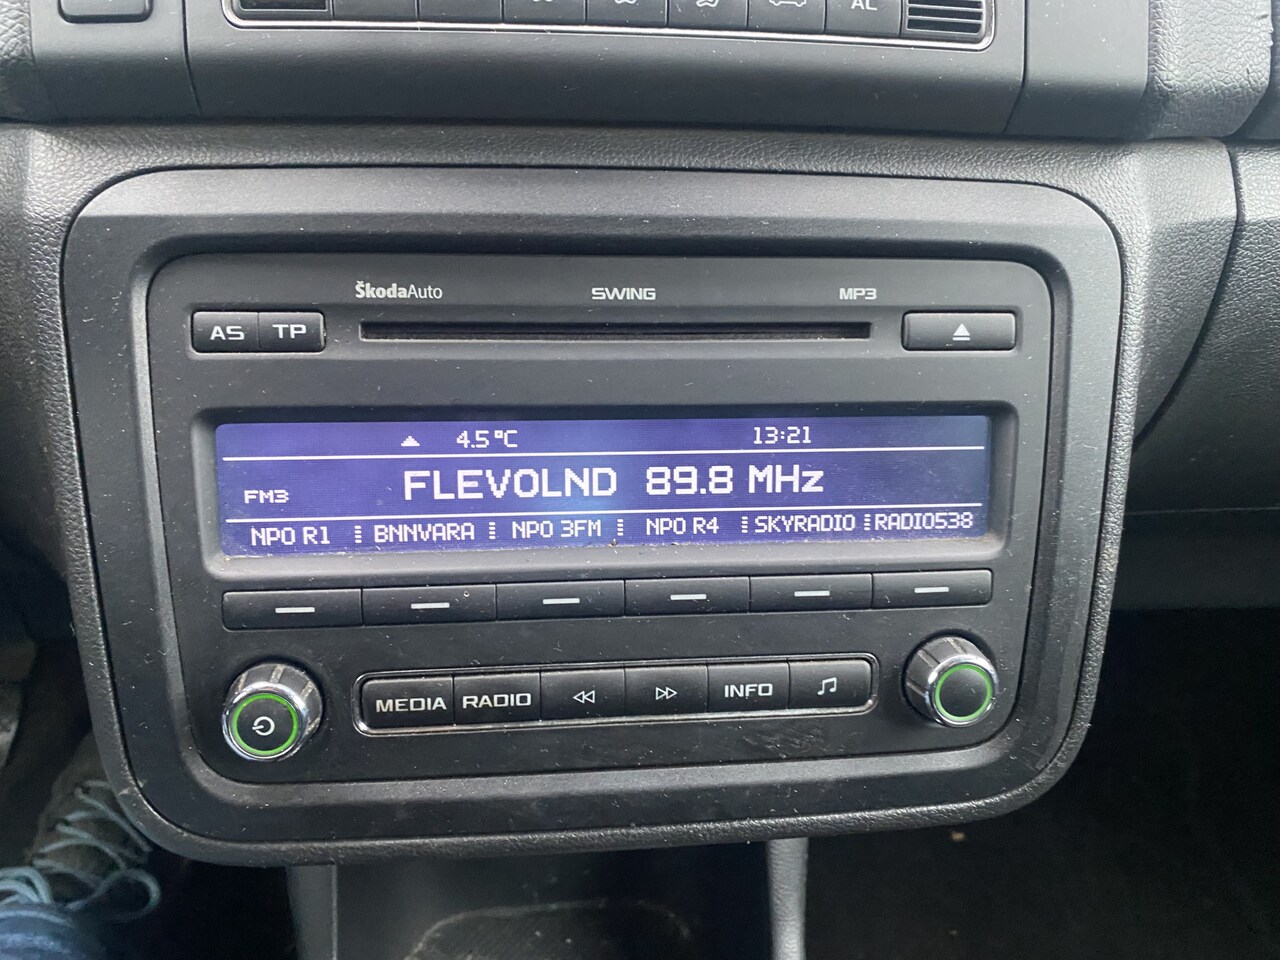 AL
ŠkodaAuto SWING MP3
AS TP
4.5°C 13:21
FM3 FLEVOLND 89.8 MHz
NPO R1 BNNVARA NPO 3FM NPO R4 SKYRADIO RADIO538
MEDIA RADIO INFO